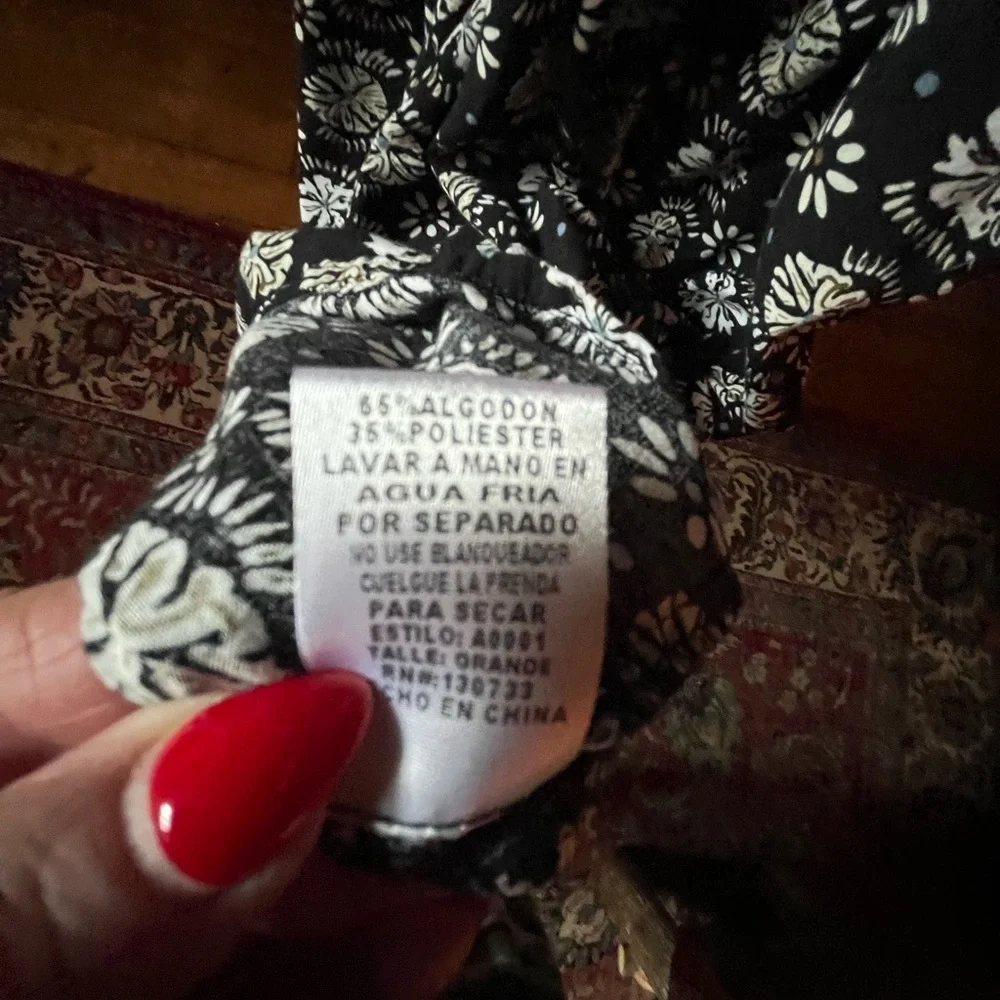 65%ALGODON
35%POLIESTER
LAVAR A MANO EN
AGUA FRIA
POR SEPARADO
NO USE BLANQUEADOR
CUELGUE LA PRENDA
PARA SECAR
ESTILO: A0001
TALLE: GRANDE
RN#:130733
CHO EN CHINA